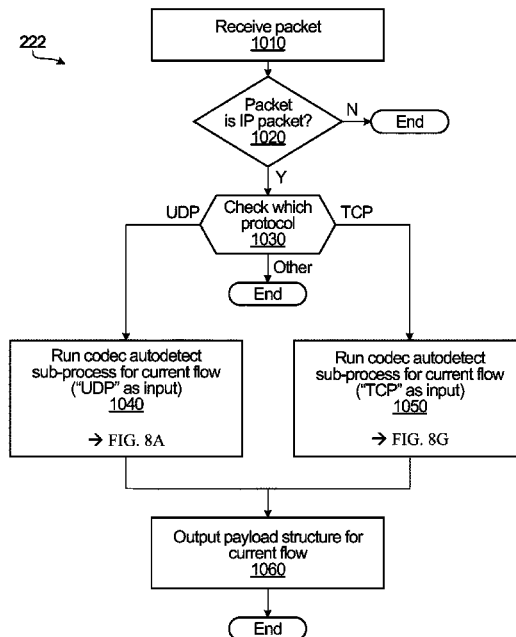 222
Receive packet
1010
Packet
is IP packet?
1020
N
End
Y
UDP
Check which
protocol
1030
TCP
Other
End
Run codec autodetect
sub-process for current flow
("UDP" as input)
1040
→ FIG. 8A
Run codec autodetect
sub-process for current flow
("TCP" as input)
1050
→ FIG. 8G
Output payload structure for
current flow
1060
End